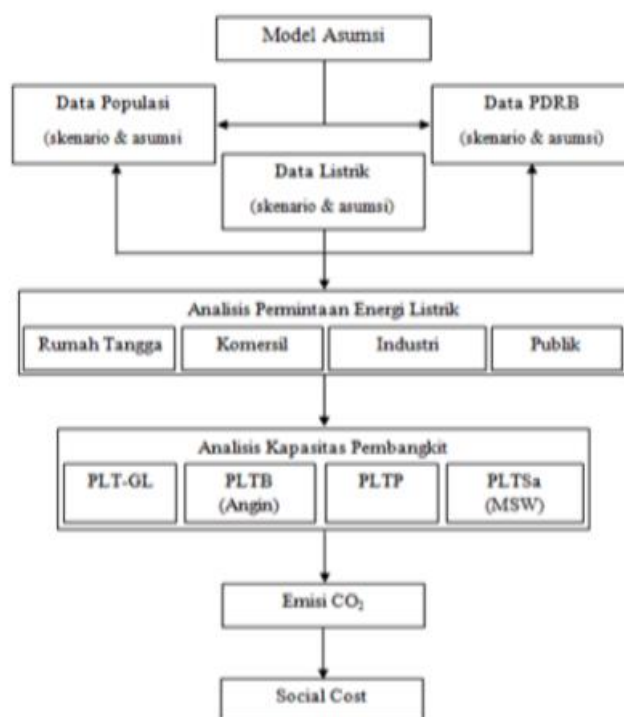 Model Asumsi
Data Populasi
(skenario & asumsi
Data PDRB
(skenario & asumsi)
Data Listrik
(skenario & asumsi)
Analisis Permintaan Energi Listrik
Rumah Tangga
Komersil
Industri
Publik
Analisis Kapasitas Pembangkit
PLT-GL
PLTB
(Angin)
PLTP
PLTSa
(MSW)
Emisi CO₂
Social Cost